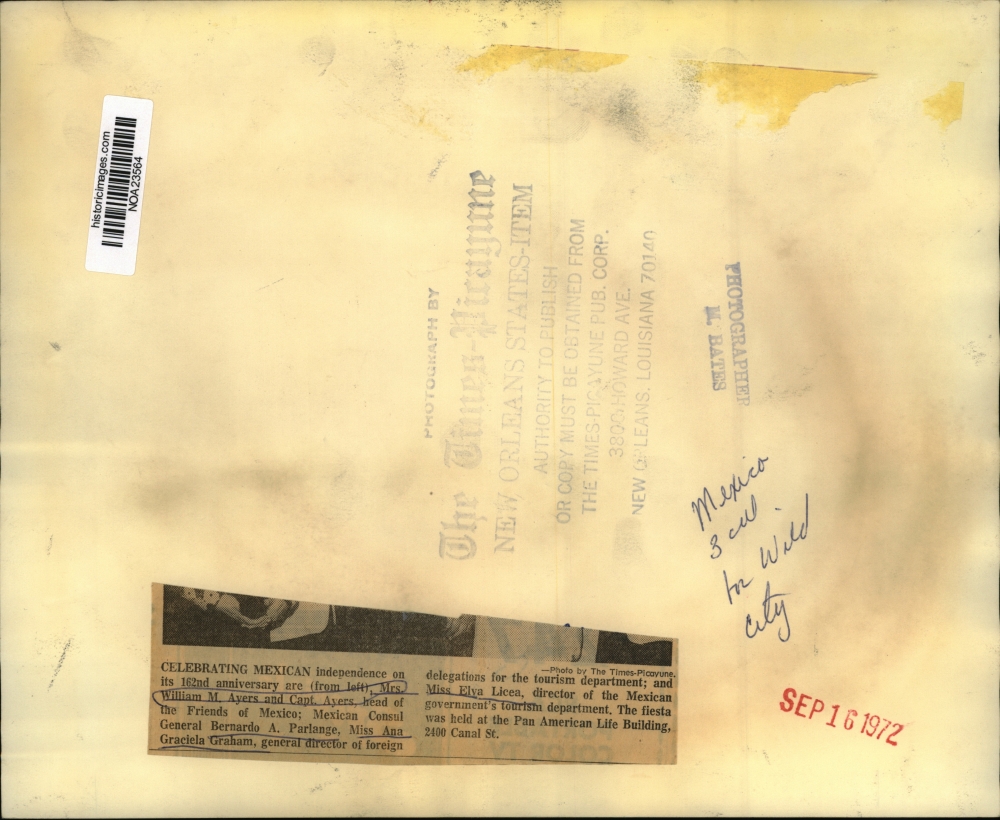 historicimages.com
NOA23564
PHOTOGRAPH BY
The Times-Picayune
NEW ORLEANS STATES-ITEM
AUTHORITY TO PUBLISH
OR COPY MUST BE OBTAINED FROM
THE TIMES-PICAYUNE PUB. CORP.
3800 HOWARD AVE.
NEW ORLEANS, LOUISIANA 70140
PHOTOGRAPHER
M. BATES
Mexico
3 col
for Wild
City
SEP 16 1972
—Photo by The Times-Picayune.
CELEBRATING MEXICAN independence on
its 162nd anniversary are (from left), Mrs.
William M. Ayers and Capt. Ayers, head of
the Friends of Mexico; Mexican Consul
General Bernardo A. Parlange, Miss Ana
Graciela Graham, general director of foreign
delegations for the tourism department; and
Miss Elva Licea, director of the Mexican
government's tourism department. The fiesta
was held at the Pan American Life Building,
2400 Canal St.